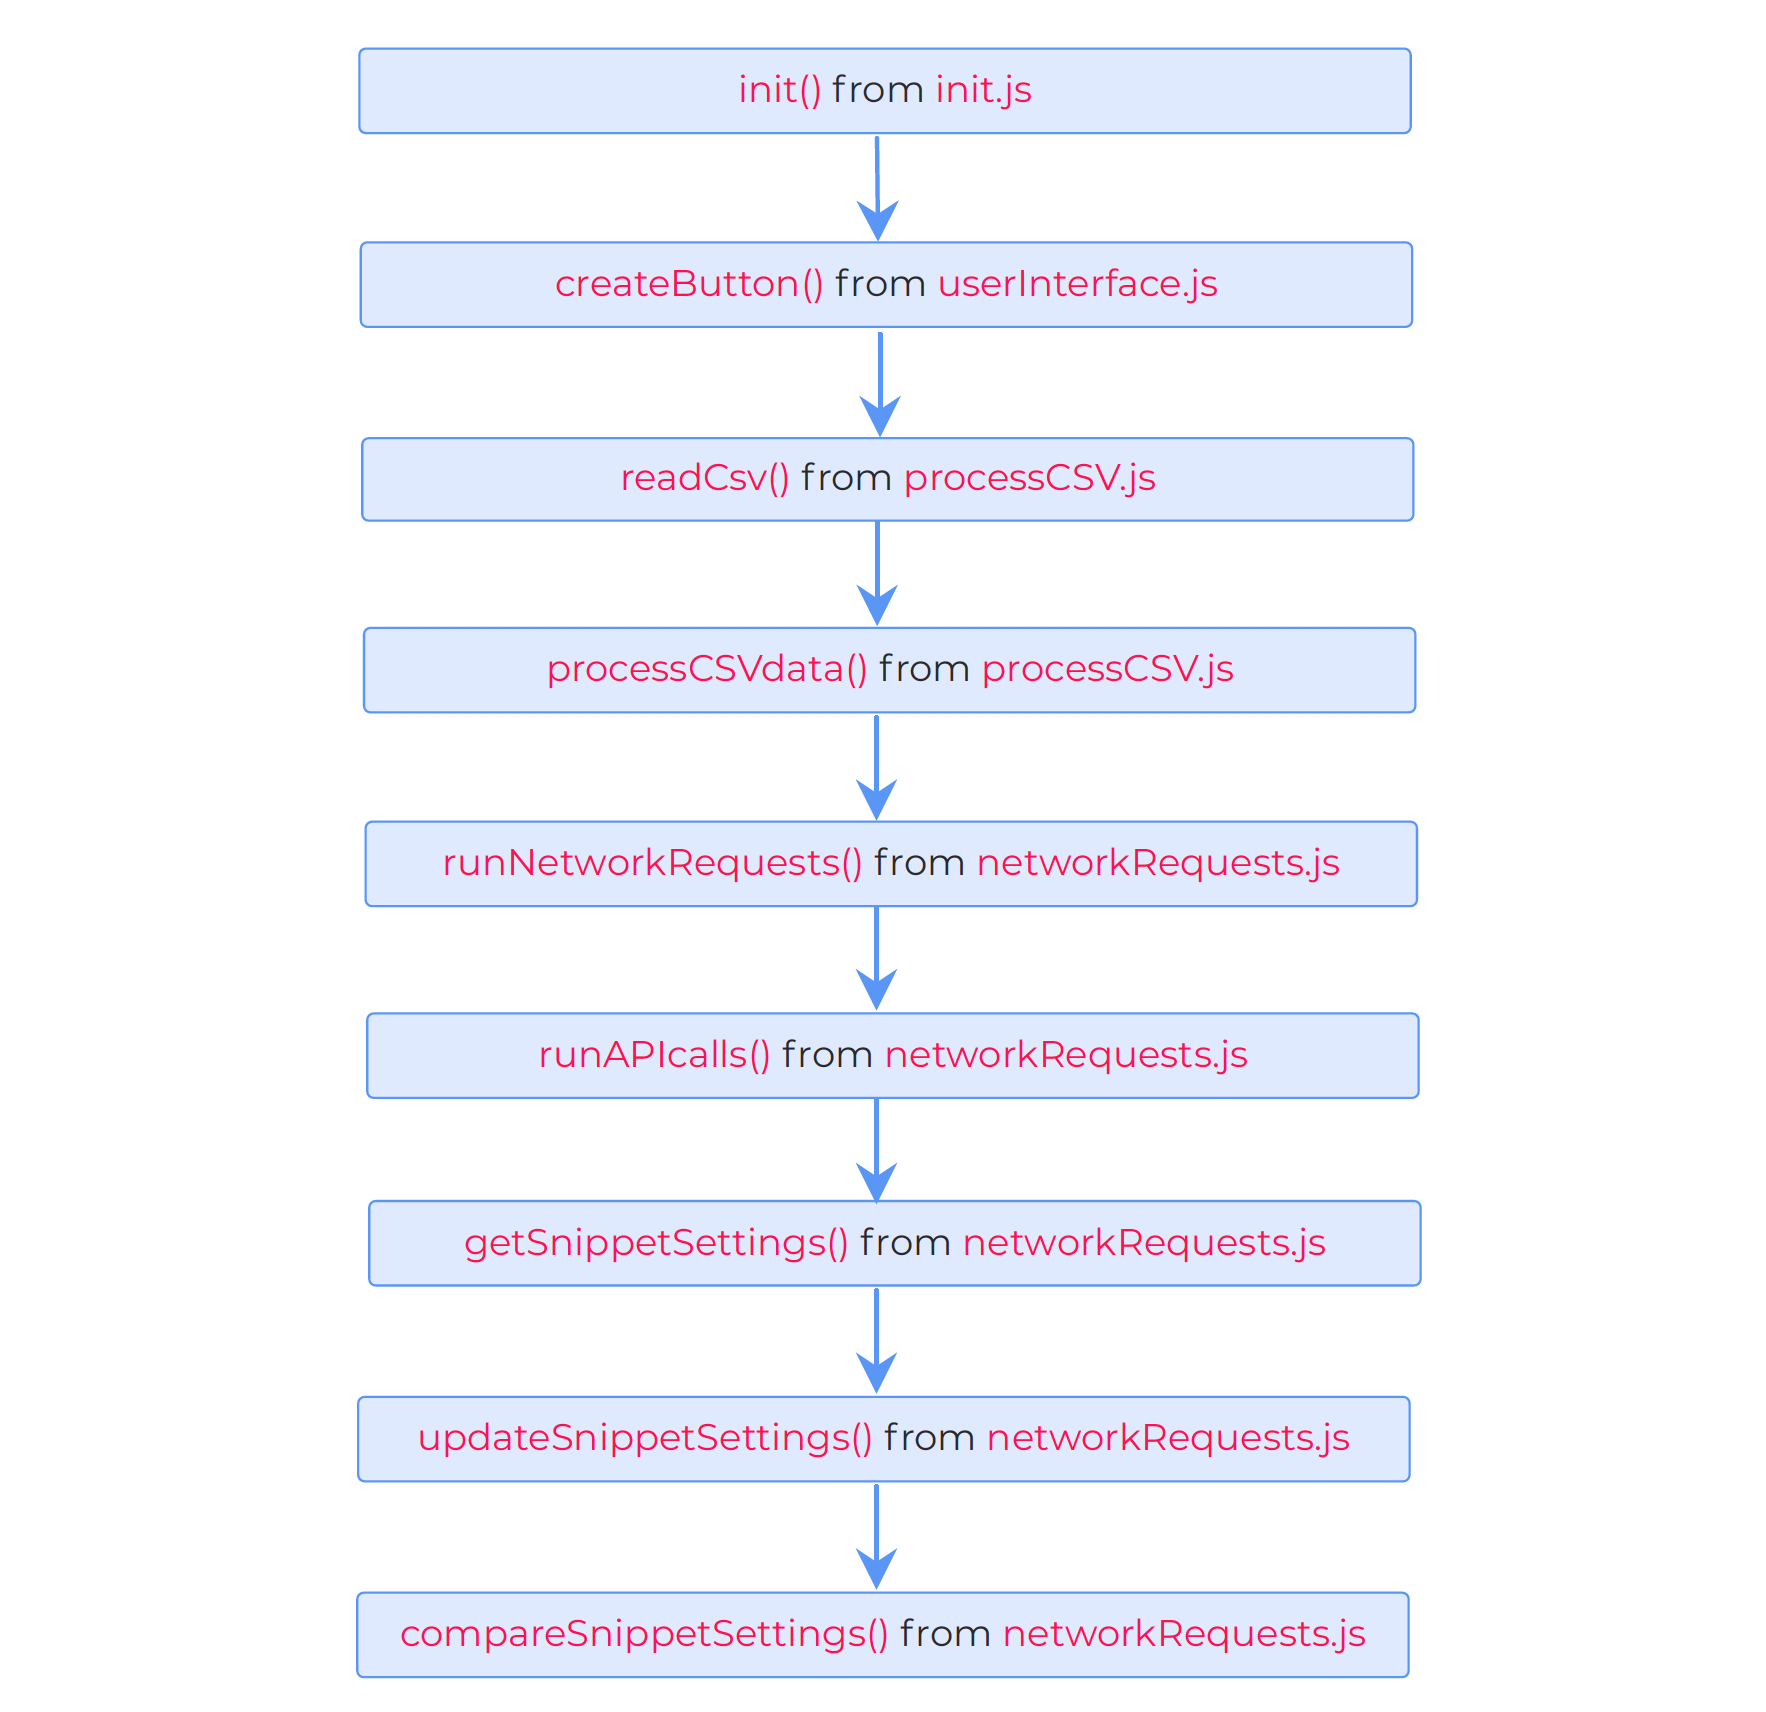 init() from init.js
createButton() from userInterface.js
readCsv() from processCSV.js
processCSVdata() from processCSV.js
runNetworkRequests() from networkRequests.js
runAPIcalls() from networkRequests.js
getSnippetSettings() from networkRequests.js
updateSnippetSettings() from networkRequests.js
compareSnippetSettings() from networkRequests.js